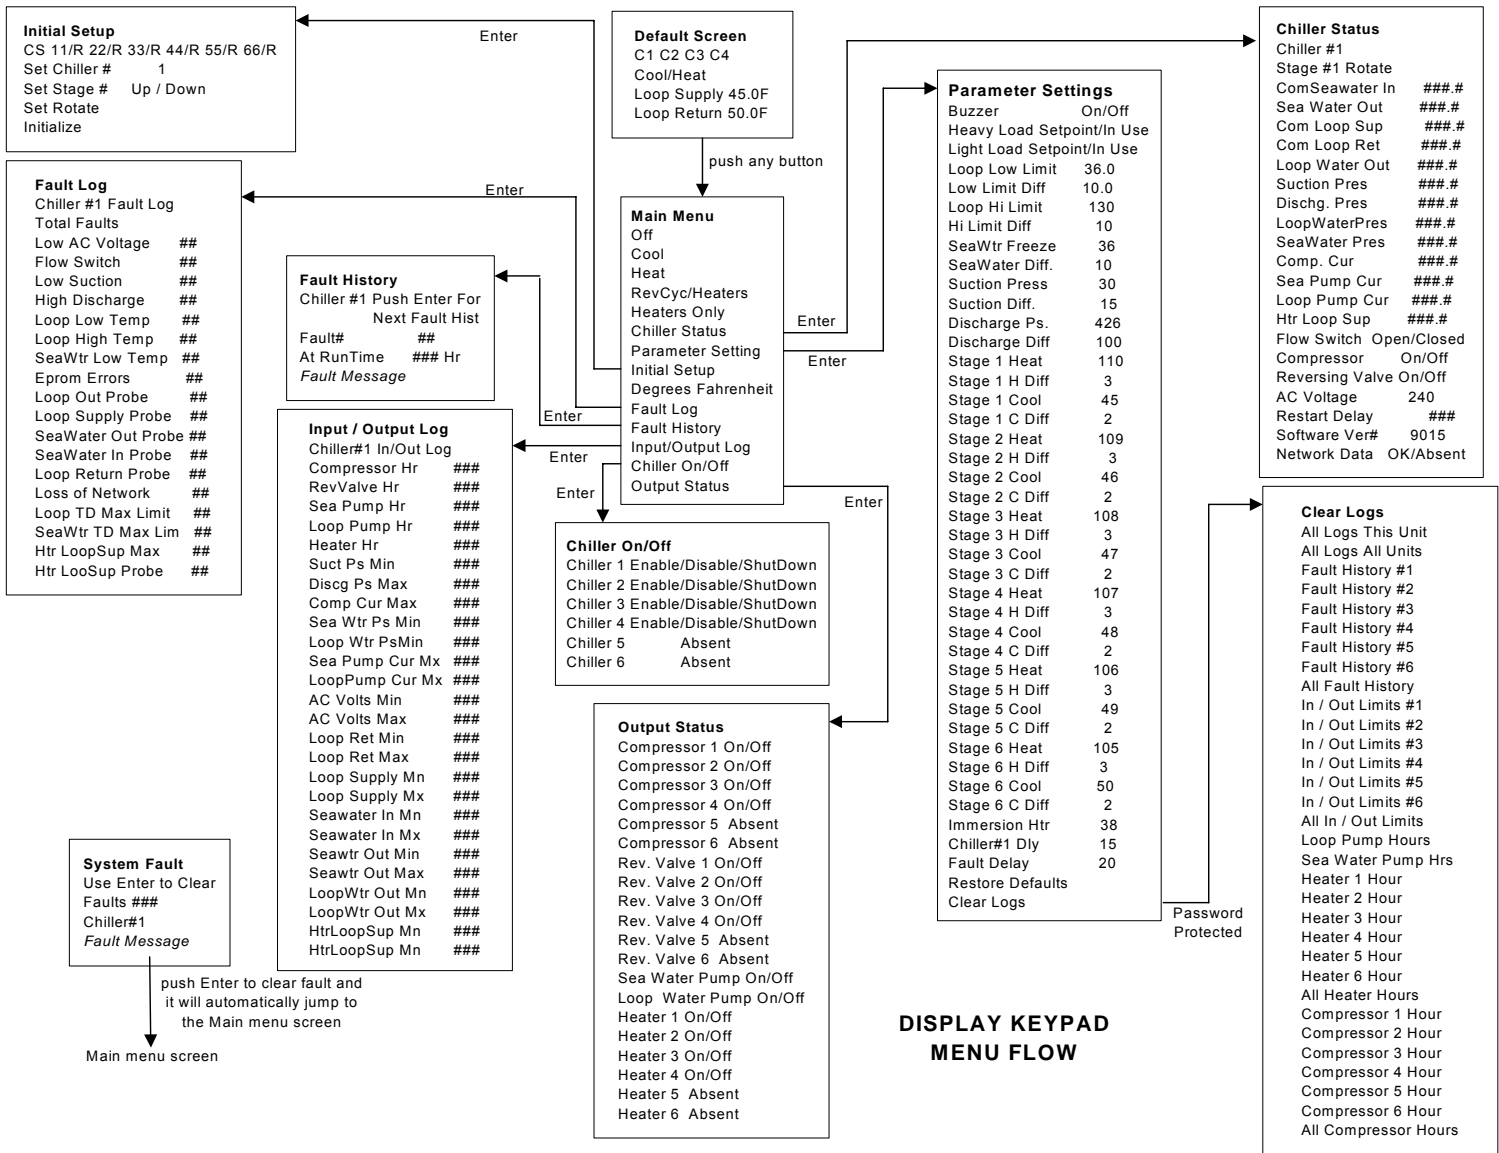 Initial Setup
CS 11/R 22/R 33/R 44/R 55/R 66/R
Set Chiller # 1
Set Stage # Up / Down
Set Rotate
Initialize
Enter
Default Screen
C1 C2 C3 C4
Cool/Heat
Loop Supply 45.0F
Loop Return 50.0F
push any button
Fault Log
Chiller #1 Fault Log
Total Faults
Low AC Voltage ##
Flow Switch ##
Low Suction ##
High Discharge ##
Loop Low Temp ##
Loop High Temp ##
SeaWtr Low Temp ##
Eprom Errors ##
Loop Out Probe ##
Loop Supply Probe ##
SeaWater Out Probe ##
SeaWater In Probe ##
Loop Return Probe ##
Loss of Network ##
Loop TD Max Limit ##
SeaWtr TD Max Lim ##
Htr LoopSup Max ##
Htr LooSup Probe ##
Enter
Fault History
Chiller #1 Push Enter For
Next Fault Hist
Fault# ##
At RunTime ### Hr
Fault Message
Enter
Main Menu
Off
Cool
Heat
RevCyc/Heaters
Heaters Only
Chiller Status
Parameter Setting
Initial Setup
Degrees Fahrenheit
Fault Log
Fault History
Input/Output Log
Chiller On/Off
Output Status
Enter
Enter
Enter
Enter
Enter
Input / Output Log
Chiller#1 In/Out Log
Compressor Hr ###
RevValve Hr ###
Sea Pump Hr ###
Loop Pump Hr ###
Heater Hr ###
Suct Ps Min ###
Discg Ps Max ###
Comp Cur Max ###
Sea Wtr Ps Min ###
Loop Wtr PsMin ###
Sea Pump Cur Mx ###
LoopPump Cur Mx ###
AC Volts Min ###
AC Volts Max ###
Loop Ret Min ###
Loop Ret Max ###
Loop Supply Mn ###
Loop Supply Mx ###
Seawater In Mn ###
Seawater In Mx ###
Seawtr Out Min ###
Seawtr Out Max ###
LoopWtr Out Mn ###
LoopWtr Out Mx ###
HtrLoopSup Mn ###
HtrLoopSup Mn ###
Chiller On/Off
Chiller 1 Enable/Disable/ShutDown
Chiller 2 Enable/Disable/ShutDown
Chiller 3 Enable/Disable/ShutDown
Chiller 4 Enable/Disable/ShutDown
Chiller 5 Absent
Chiller 6 Absent
Output Status
Compressor 1 On/Off
Compressor 2 On/Off
Compressor 3 On/Off
Compressor 4 On/Off
Compressor 5 Absent
Compressor 6 Absent
Rev. Valve 1 On/Off
Rev. Valve 2 On/Off
Rev. Valve 3 On/Off
Rev. Valve 4 On/Off
Rev. Valve 5 Absent
Rev. Valve 6 Absent
Sea Water Pump On/Off
Loop Water Pump On/Off
Heater 1 On/Off
Heater 2 On/Off
Heater 3 On/Off
Heater 4 On/Off
Heater 5 Absent
Heater 6 Absent
System Fault
Use Enter to Clear
Faults ###
Chiller#1
Fault Message
push Enter to clear fault and
it will automatically jump to
the Main menu screen
Main menu screen
Parameter Settings
Buzzer On/Off
Heavy Load Setpoint/In Use
Light Load Setpoint/In Use
Loop Low Limit 36.0
Low Limit Diff 10.0
Loop Hi Limit 130
Hi Limit Diff 10
SeaWtr Freeze 36
SeaWater Diff. 10
Suction Press 30
Suction Diff. 15
Discharge Ps. 426
Discharge Diff 100
Stage 1 Heat 110
Stage 1 H Diff 3
Stage 1 Cool 45
Stage 1 C Diff 2
Stage 2 Heat 109
Stage 2 H Diff 3
Stage 2 Cool 46
Stage 2 C Diff 2
Stage 3 Heat 108
Stage 3 H Diff 3
Stage 3 Cool 47
Stage 3 C Diff 2
Stage 4 Heat 107
Stage 4 H Diff 3
Stage 4 Cool 48
Stage 4 C Diff 2
Stage 5 Heat 106
Stage 5 H Diff 3
Stage 5 Cool 49
Stage 5 C Diff 2
Stage 6 Heat 105
Stage 6 H Diff 3
Stage 6 Cool 50
Stage 6 C Diff 2
Immersion Htr 38
Chiller#1 Dly 15
Fault Delay 20
Restore Defaults
Clear Logs
Password
Protected
Chiller Status
Chiller #1
Stage #1 Rotate
ComSeawater In ###.#
Sea Water Out ###.#
Com Loop Sup ###.#
Com Loop Ret ###.#
Loop Water Out ###.#
Suction Pres ###.#
Dischg. Pres ###.#
LoopWaterPres ###.#
SeaWater Pres ###.#
Comp. Cur ###.#
Sea Pump Cur ###.#
Loop Pump Cur ###.#
Htr Loop Sup ###.#
Flow Switch Open/Closed
Compressor On/Off
Reversing Valve On/Off
AC Voltage 240
Restart Delay ###
Software Ver# 9015
Network Data OK/Absent
Clear Logs
All Logs This Unit
All Logs All Units
Fault History #1
Fault History #2
Fault History #3
Fault History #4
Fault History #5
Fault History #6
All Fault History
In / Out Limits #1
In / Out Limits #2
In / Out Limits #3
In / Out Limits #4
In / Out Limits #5
In / Out Limits #6
All In / Out Limits
Loop Pump Hours
Sea Water Pump Hrs
Heater 1 Hour
Heater 2 Hour
Heater 3 Hour
Heater 4 Hour
Heater 5 Hour
Heater 6 Hour
All Heater Hours
Compressor 1 Hour
Compressor 2 Hour
Compressor 3 Hour
Compressor 4 Hour
Compressor 5 Hour
Compressor 6 Hour
All Compressor Hours
DISPLAY KEYPAD
MENU FLOW